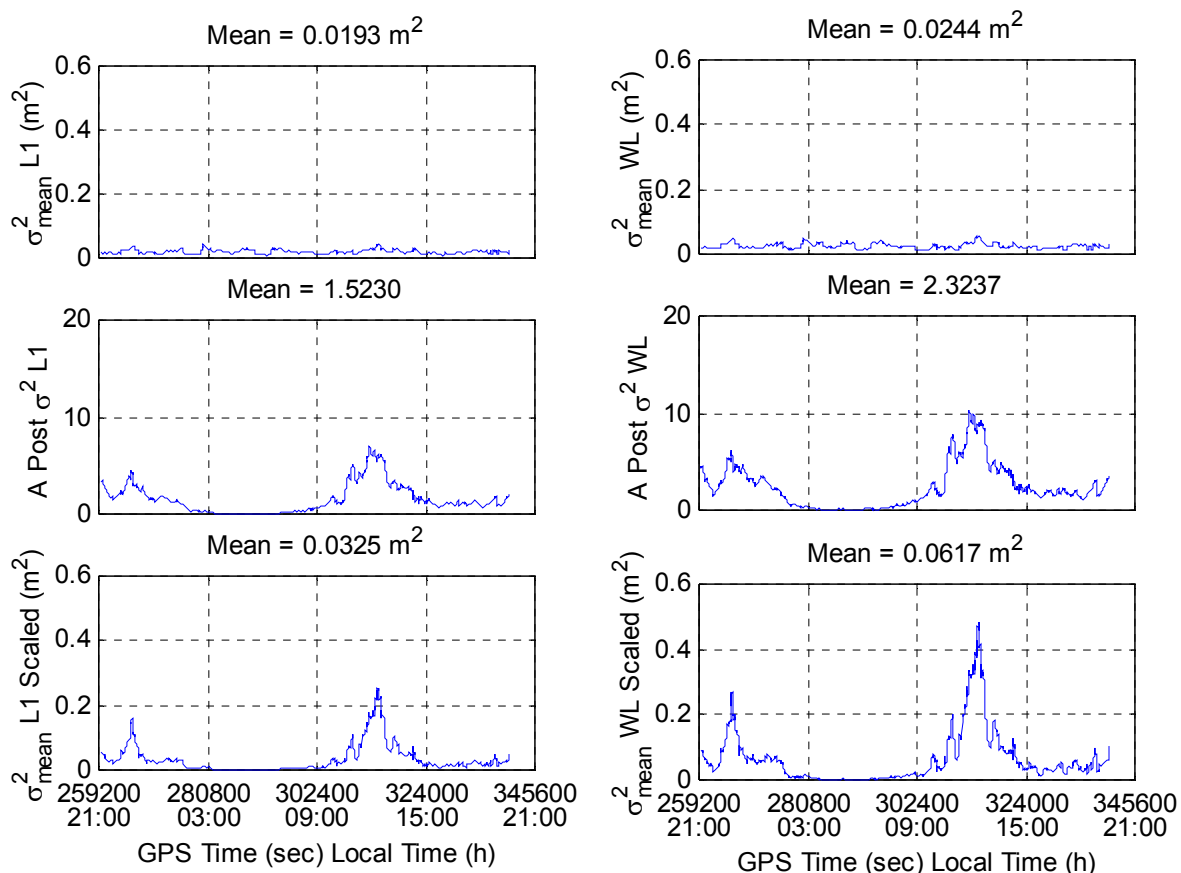 Mean = 0.0193 m²
0.6
0.4
0.2
0
σ²mean L1 (m²)
Mean = 1.5230
20
10
0
A Post σ² L1
Mean = 0.0325 m²
0.6
0.4
0.2
0
σ²mean L1 Scaled (m²)
259200 280800 302400 324000 345600
21:00 03:00 09:00 15:00 21:00
GPS Time (sec) Local Time (h)
Mean = 0.0244 m²
0.6
0.4
0.2
0
σ²mean WL (m²)
Mean = 2.3237
20
10
0
A Post σ² WL
Mean = 0.0617 m²
0.6
0.4
0.2
0
σ²mean WL Scaled (m²)
259200 280800 302400 324000 345600
21:00 03:00 09:00 15:00 21:00
GPS Time (sec) Local Time (h)